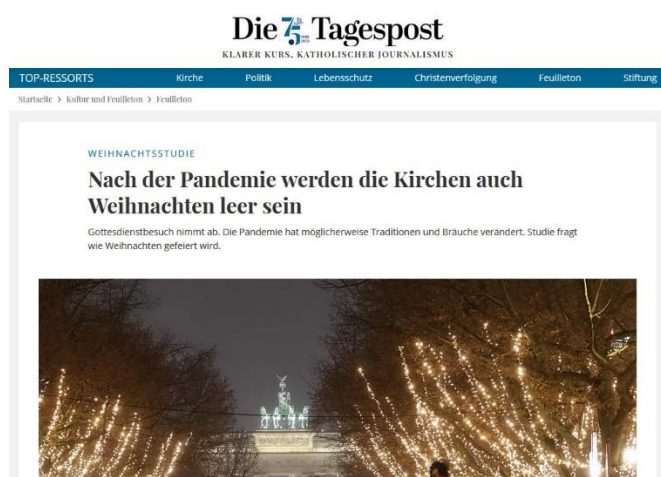 Die 75 Tagespost
KLARER KURS, KATHOLISCHER JOURNALISMUS
TOP-RESSORTS Kirche Politik Lebensschutz Christenverfolgung Feuilleton Stiftung
Startseite > Kultur und Feuilleton > Feuilleton
WEIHNACHTSSTUDIE
Nach der Pandemie werden die Kirchen auch
Weihnachten leer sein
Gottesdienstbesuch nimmt ab. Die Pandemie hat möglicherweise Traditionen und Bräuche verändert. Studie fragt
wie Weihnachten gefeiert wird.